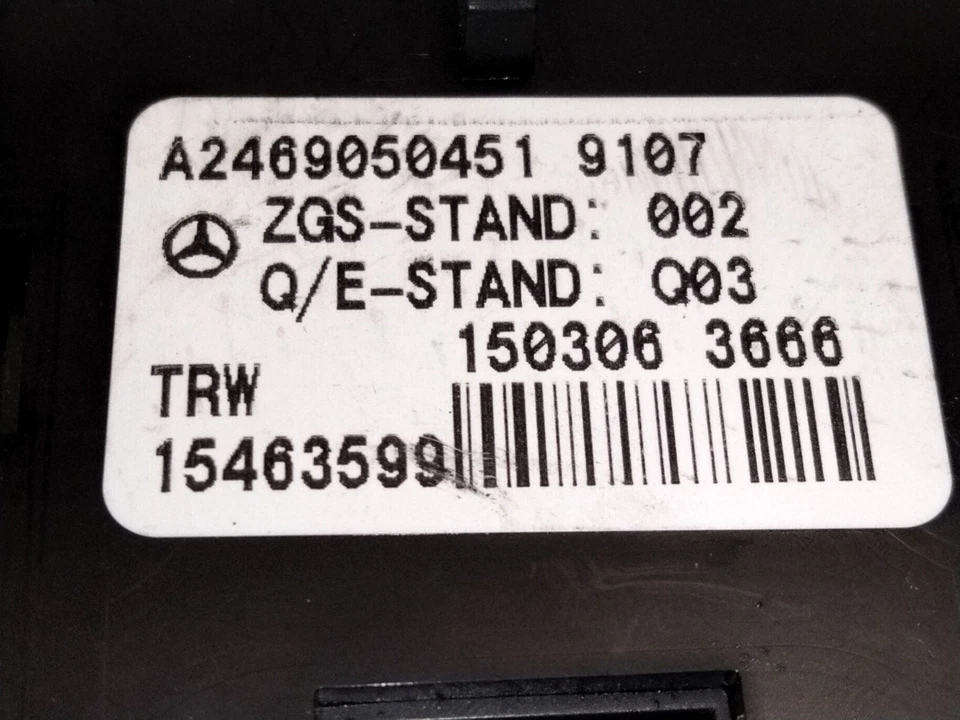 A2469050451 9107
ZGS-STAND: 002
Q/E-STAND: Q03
150306 3666
TRW
15463599